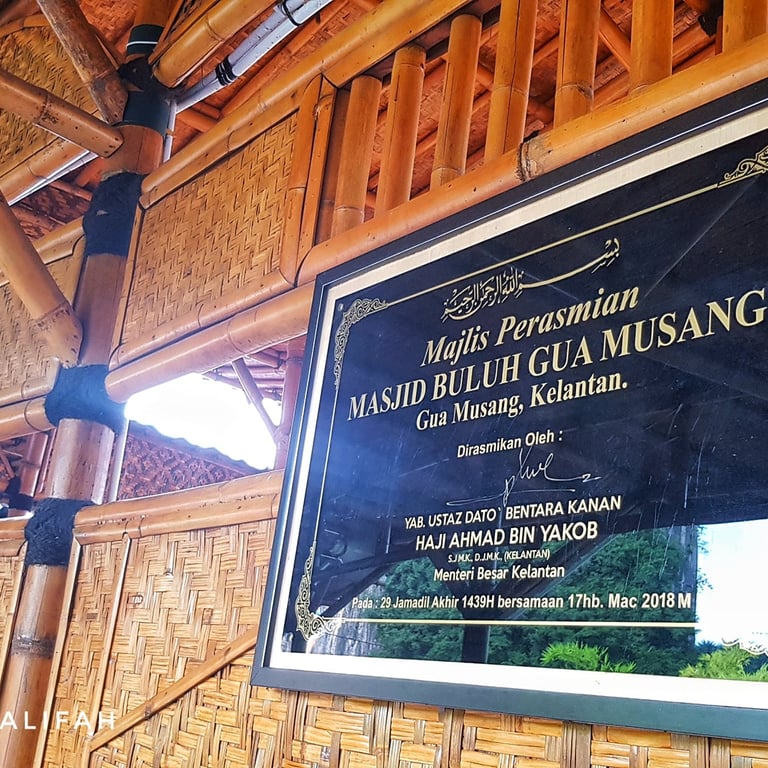 بسم الله الرحمن الرحيم
Majlis Perasmian
MASJID BULUH GUA MUSANG
Gua Musang, Kelantan.
Dirasmikan Oleh :
YAB. USTAZ DATO` BENTARA KANAN
HAJI AHMAD BIN YAKOB
S.J.M.K., D.J.M.K. (KELANTAN)
Menteri Besar Kelantan
Pada : 29 Jamadil Akhir 1439H bersamaan 17hb. Mac 2018 M
ALIFAH